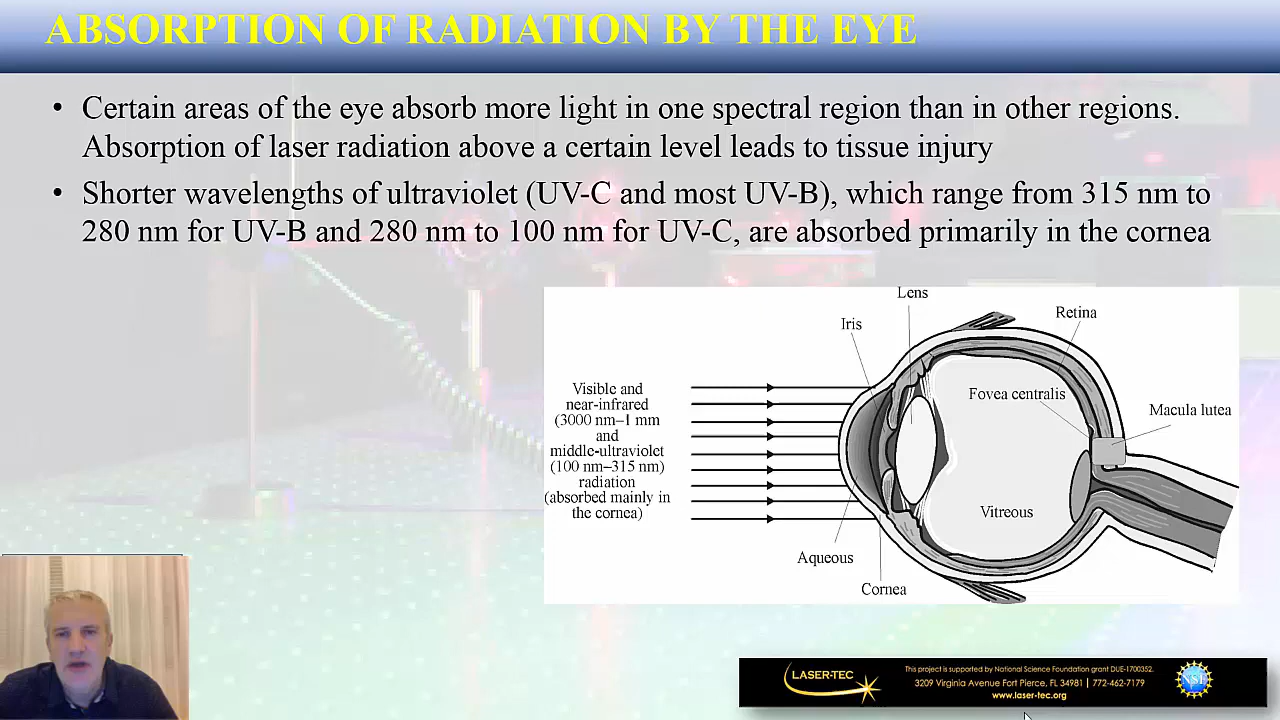 ABSORPTION OF RADIATION BY THE EYE
• Certain areas of the eye absorb more light in one spectral region than in other regions.
Absorption of laser radiation above a certain level leads to tissue injury
• Shorter wavelengths of ultraviolet (UV-C and most UV-B), which range from 315 nm to
280 nm for UV-B and 280 nm to 100 nm for UV-C, are absorbed primarily in the cornea
Lens
Iris
Retina
Visible and
near-infrared
(3000 nm–1 mm
and
middle-ultraviolet
(100 nm–315 nm)
radiation
(absorbed mainly in
the cornea)
Fovea centralis
Macula lutea
Vitreous
Aqueous
Cornea
LASER-TEC
This project is supported by National Science Foundation grant DUE-1700352.
3209 Virginia Avenue Fort Pierce, FL 34981 | 772-462-7179
www.laser-tec.org
NSF